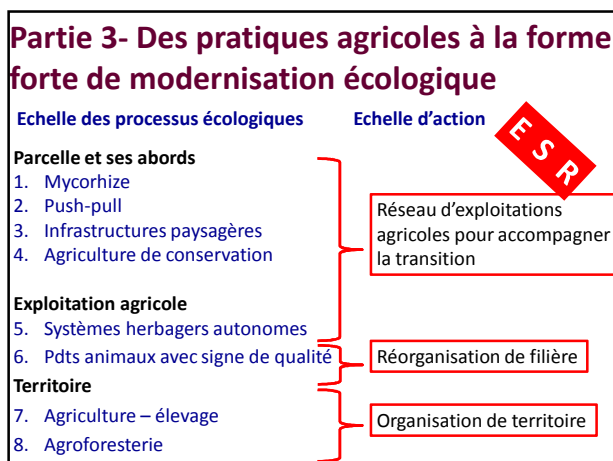 Partie 3- Des pratiques agricoles à la forme
forte de modernisation écologique
Echelle des processus écologiques
Echelle d'action
E S R
Parcelle et ses abords
1. Mycorhize
2. Push-pull
3. Infrastructures paysagères
4. Agriculture de conservation
Réseau d'exploitations
agricoles pour accompagner
la transition
Exploitation agricole
5. Systèmes herbagers autonomes
6. Pdts animaux avec signe de qualité
Réorganisation de filière
Territoire
7. Agriculture – élevage
8. Agroforesterie
Organisation de territoire